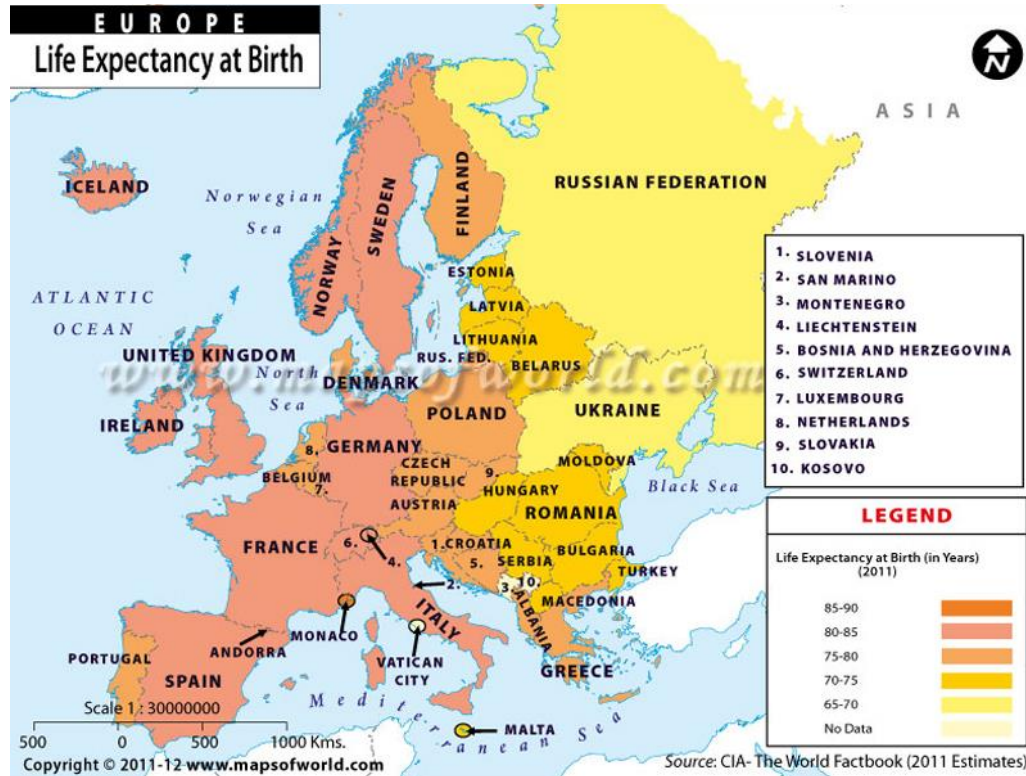 EUROPE
Life Expectancy at Birth
N
ASIA
ICELAND
Norwegian
Sea
NORWAY
SWEDEN
FINLAND
RUSSIAN FEDERATION
ATLANTIC
OCEAN
ESTONIA
LATVIA
LITHUANIA
RUS. FED.
BELARUS
UNITED KINGDOM
North
Sea
DENMARK
www.mapsofworld.com
IRELAND
8.
GERMANY
POLAND
UKRAINE
BELGIUM
7.
CZECH
REPUBLIC
9.
MOLDOVA
AUSTRIA
HUNGARY
ROMANIA
Black Sea
FRANCE
6.
4.
1.
CROATIA
5.
SERBIA
BULGARIA
TURKEY
2.
3.
10.
ALBANIA
MACEDONIA
ITALY
MONACO
ANDORRA
VATICAN
CITY
PORTUGAL
SPAIN
GREECE
MALTA
Mediterranean Sea
1. SLOVENIA
2. SAN MARINO
3. MONTENEGRO
4. LIECHTENSTEIN
5. BOSNIA AND HERZEGOVINA
6. SWITZERLAND
7. LUXEMBOURG
8. NETHERLANDS
9. SLOVAKIA
10. KOSOVO
LEGEND
Life Expectancy at Birth (in Years)
(2011)
85-90
80-85
75-80
70-75
65-70
No Data
Scale 1 : 30000000
500 0 500 1000 Kms.
Copyright © 2011-12 www.mapsofworld.com
Source: CIA- The World Factbook (2011 Estimates)